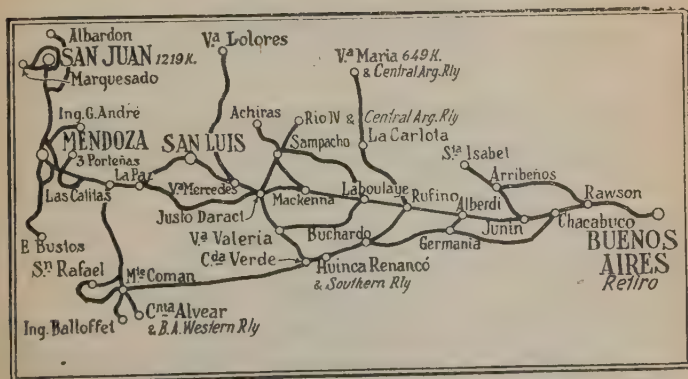 Albardon
SAN JUAN 1219K.
Marquesado
Vª Lolores
Vª Maria 649 K.
& Central Arg. Rly
Ing. G. André
Achiras
Rio IV & Central Arg. Rly
La Carlota
MENDOZA
SAN LUIS
Sampacho
Sta Isabel
3 Porteñas
La Paz
Arribeños
Las Calitas
Vª Mercedes
Laboulaye
Rufino
Alberdi
Rawson
Justo Daract
Mackenna
Junin
Chacabuco
E. Bustos
Vª Valeria
Buchardo
Germania
BUENOS
AIRES
Retiro
Sn Rafael
Mte Coman
Cda Verde
Huinca Renancó
& Southern Rly
Ing. Balloffet
Cnia Alvear
& B.A. Western Rly